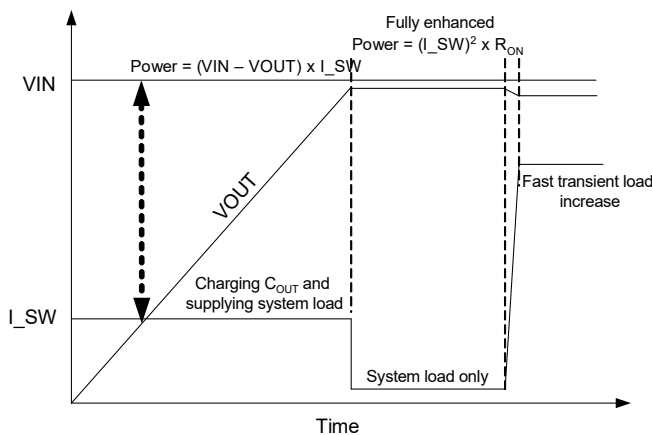 Fully enhanced
Power = (I_SW)² x R_ON
Power = (VIN – VOUT) x I_SW
VIN
VOUT
Fast transient load
increase
Charging C_OUT and
supplying system load
I_SW
System load only
Time